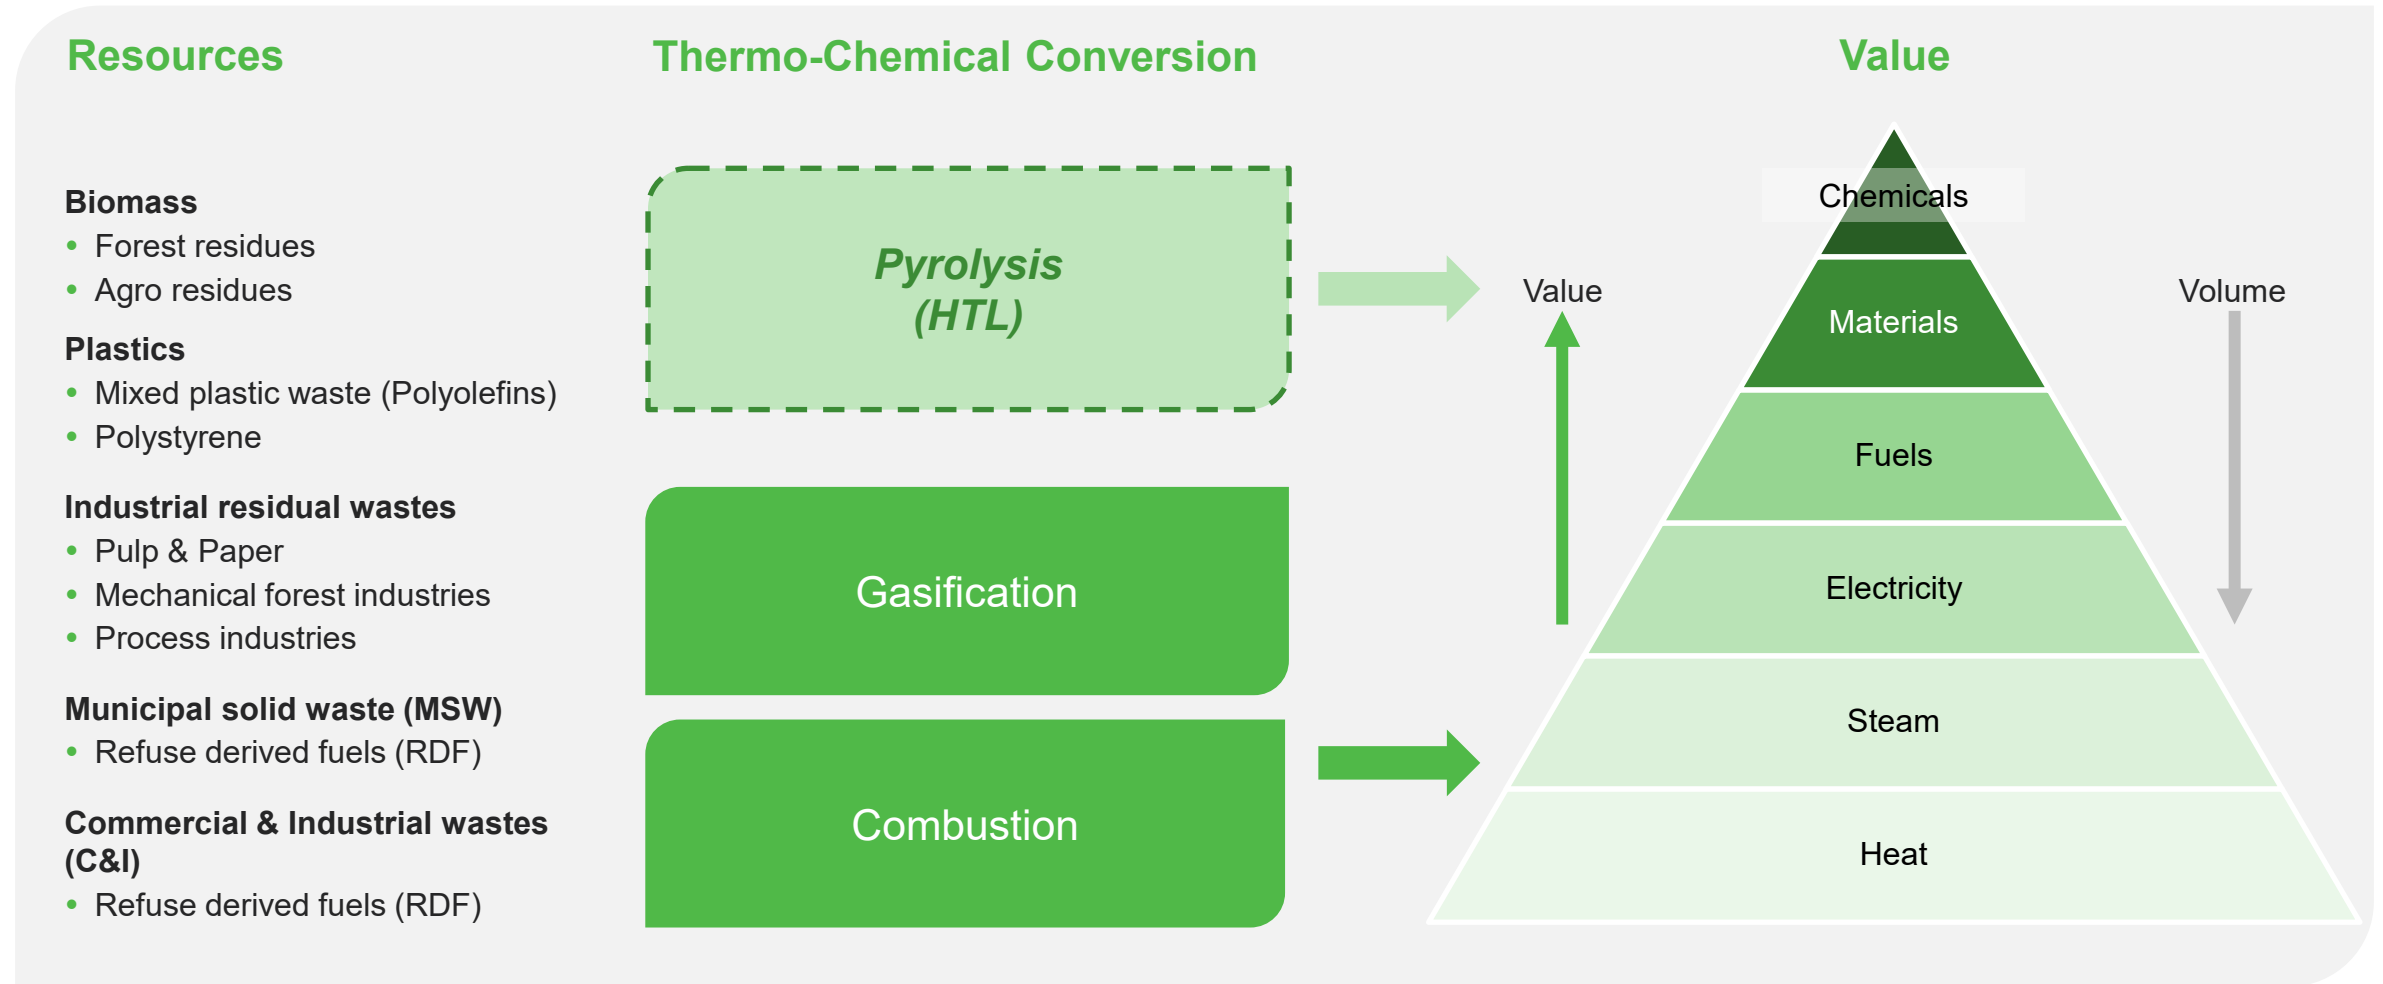 Resources
Biomass
• Forest residues
• Agro residues
Plastics
• Mixed plastic waste (Polyolefins)
• Polystyrene
Industrial residual wastes
• Pulp & Paper
• Mechanical forest industries
• Process industries
Municipal solid waste (MSW)
• Refuse derived fuels (RDF)
Commercial & Industrial wastes
(C&I)
• Refuse derived fuels (RDF)
Thermo-Chemical Conversion
Pyrolysis
(HTL)
Gasification
Combustion
Value
Value
Volume
Chemicals
Materials
Fuels
Electricity
Steam
Heat